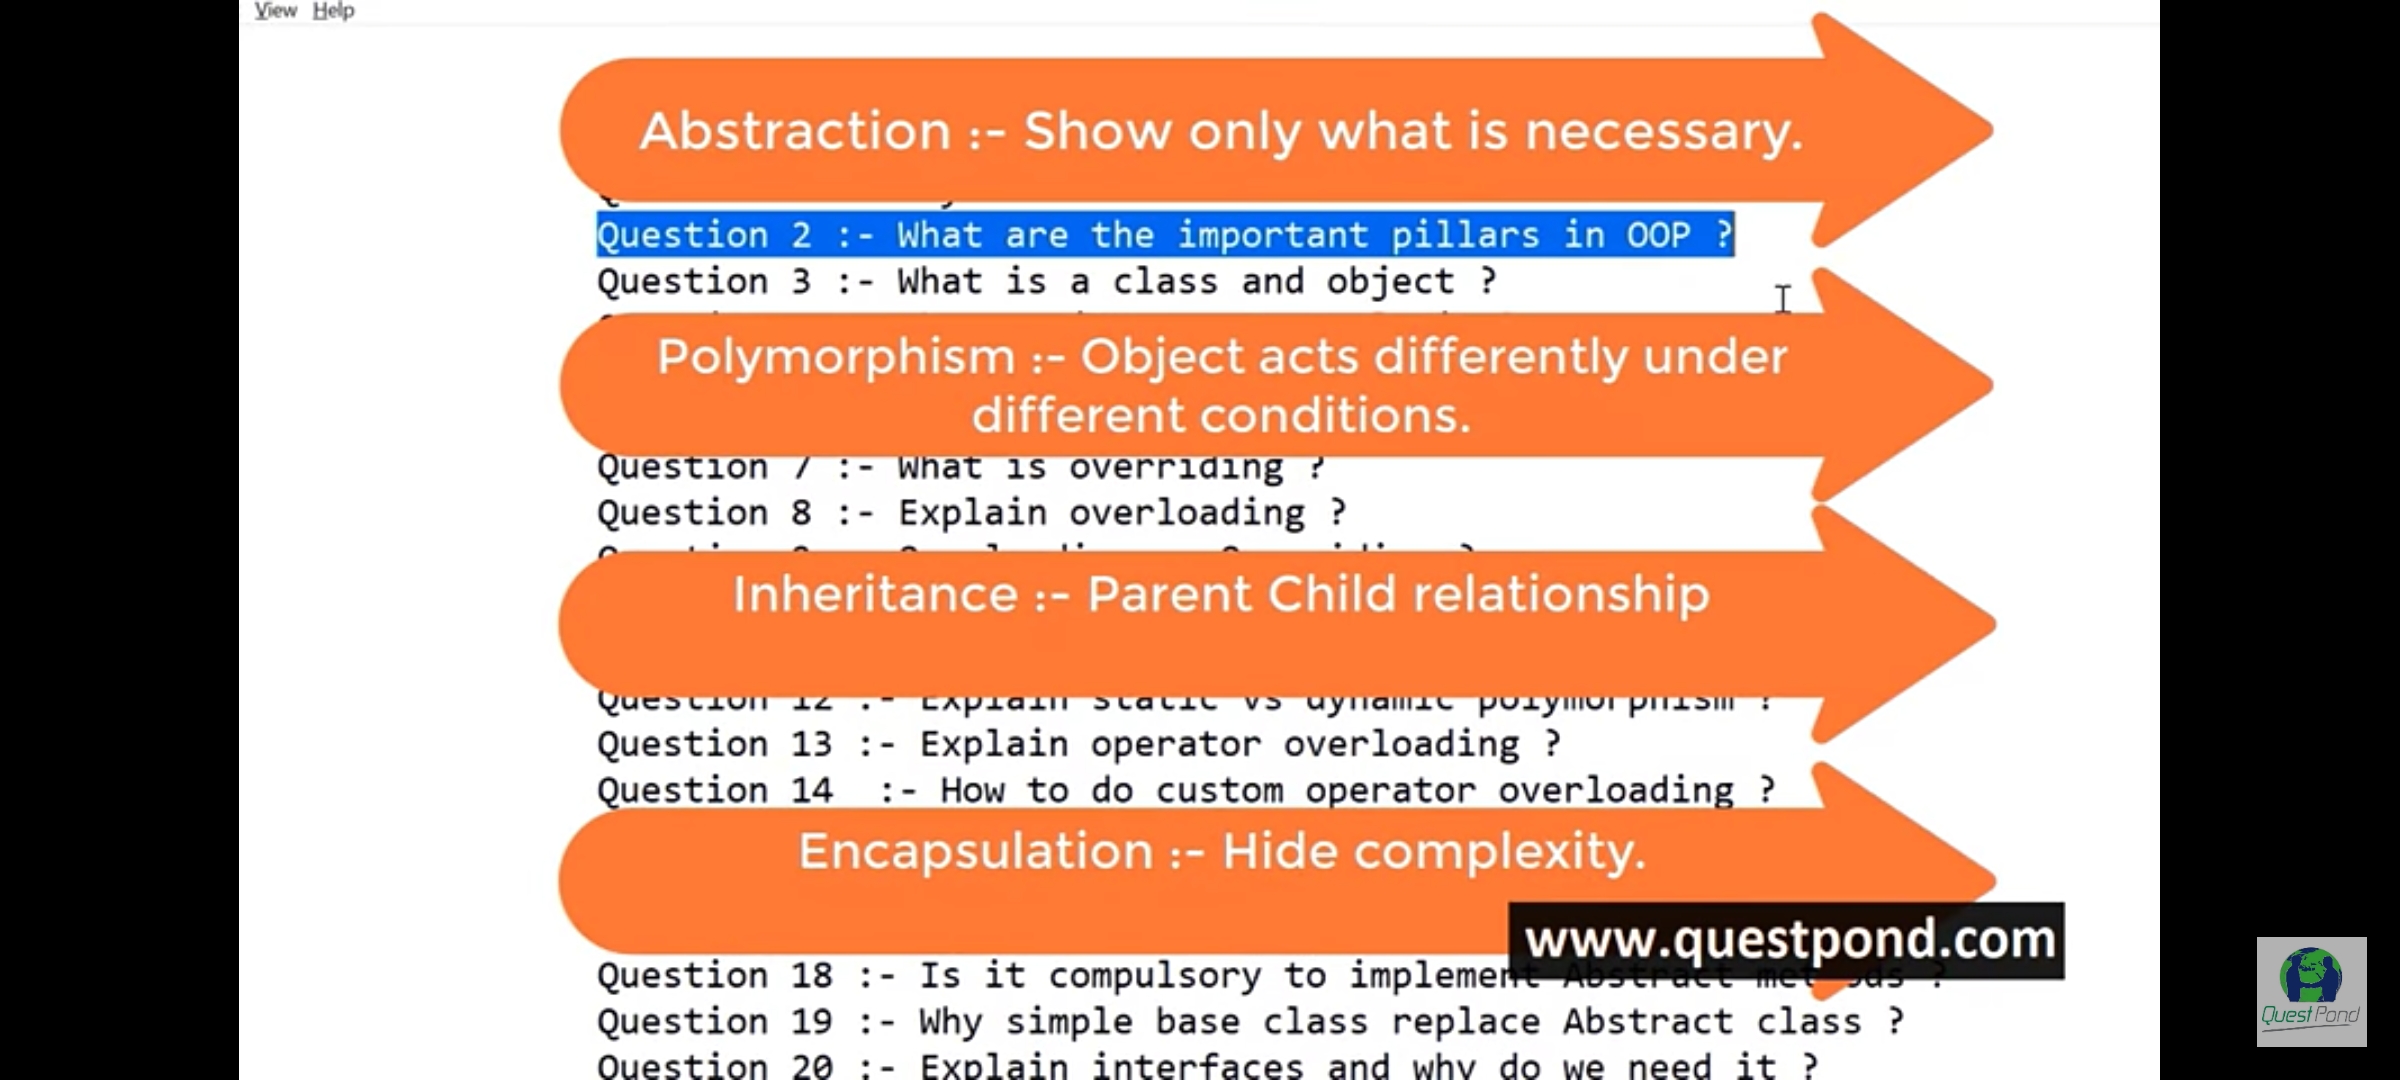 View Help
Abstraction :- Show only what is necessary.
Question 2 :- What are the important pillars in OOP ?
Question 3 :- What is a class and object ?
Polymorphism :- Object acts differently under
different conditions.
Question 7 :- What is overriding ?
Question 8 :- Explain overloading ?
Inheritance :- Parent Child relationship
Question 12 :- Explain static vs dynamic polymorphism ?
Question 13 :- Explain operator overloading ?
Question 14 :- How to do custom operator overloading ?
Encapsulation :- Hide complexity.
www.questpond.com
Question 18 :- Is it compulsory to implement Abstract methods ?
Question 19 :- Why simple base class replace Abstract class ?
Question 20 :- Explain interfaces and why do we need it ?
QuestPond